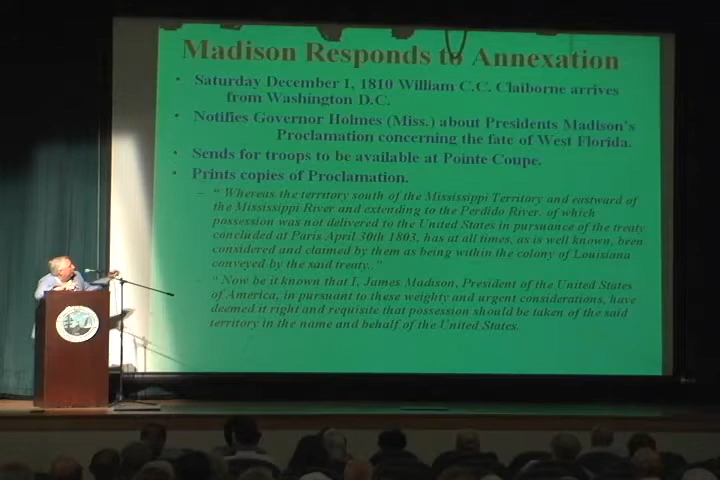 Madison Responds to Annexation
• Saturday December 1, 1810 William C.C. Claiborne arrives
from Washington D.C.
• Notifies Governor Holmes (Miss.) about Presidents Madison's
Proclamation concerning the fate of West Florida.
• Sends for troops to be available at Pointe Coupe.
• Prints copies of Proclamation.
– " Whereas the territory south of the Mississippi Territory and eastward of
the Mississippi River and extending to the Perdido River, of which
possession was not delivered to the United States in pursuance of the treaty
concluded at Paris April 30th 1803, has at all times, as is well known, been
considered and claimed by them as being within the colony of Louisiana
conveyed by the said treaty.. "
– " Now be it known that I, James Madison, President of the United States
of America, in pursuant to these weighty and urgent considerations, have
deemed it right and requisite that possession should be taken of the said
territory in the name and behalf of the United States.